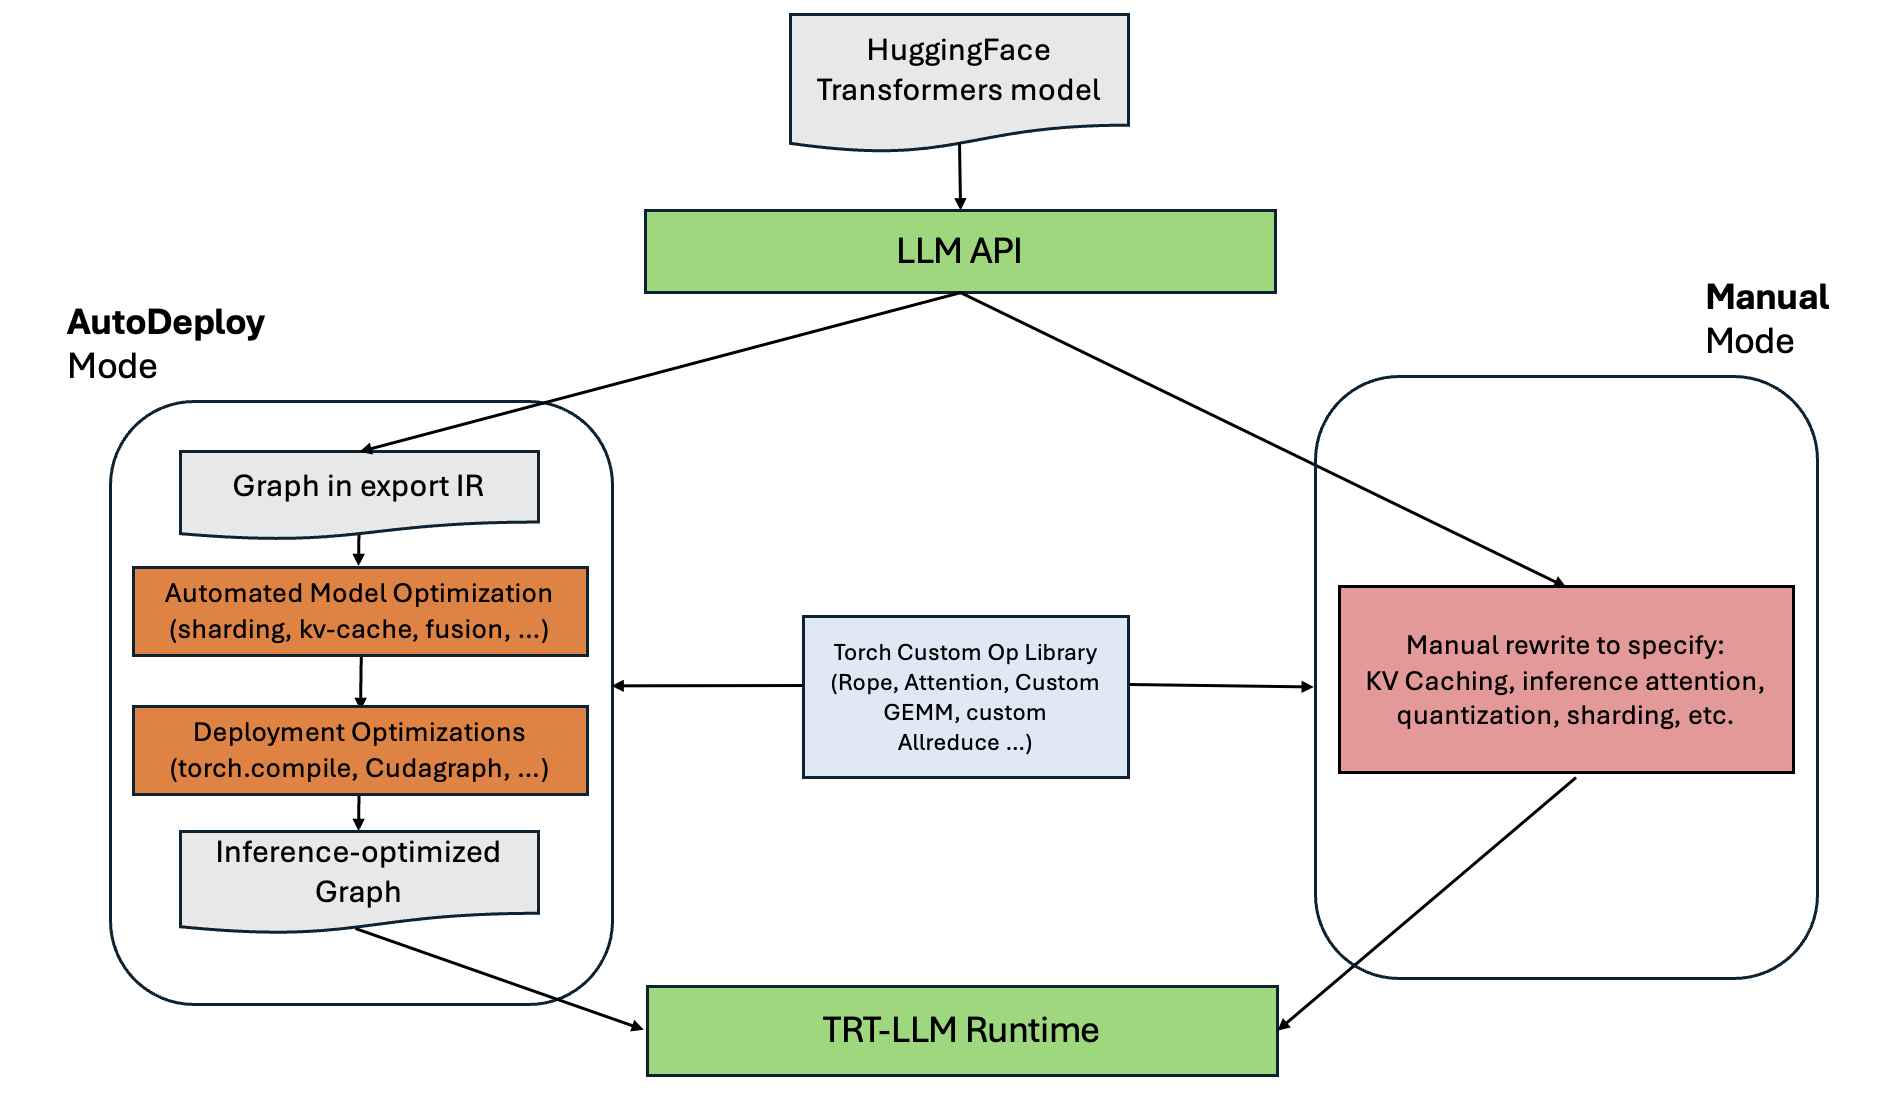 HuggingFace
Transformers model
LLM API
AutoDeploy
Mode
Manual
Mode
Graph in export IR
Automated Model Optimization
(sharding, kv-cache, fusion, ...)
Deployment Optimizations
(torch.compile, Cudagraph, ...)
Inference-optimized
Graph
Torch Custom Op Library
(Rope, Attention, Custom
GEMM, custom
Allreduce ...)
Manual rewrite to specify:
KV Caching, inference attention,
quantization, sharding, etc.
TRT-LLM Runtime